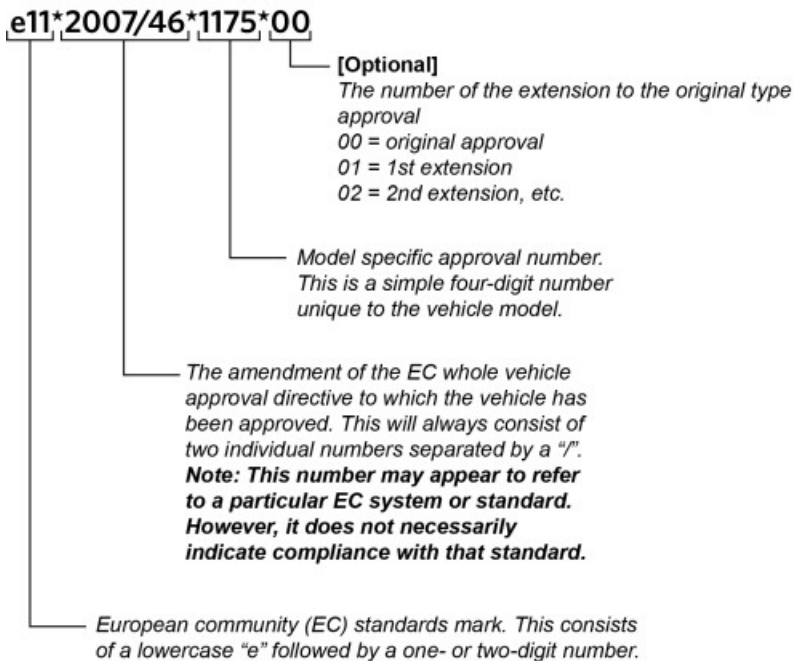 e11*2007/46*1175*00
[Optional]
The number of the extension to the original type
approval
00 = original approval
01 = 1st extension
02 = 2nd extension, etc.
Model specific approval number.
This is a simple four-digit number
unique to the vehicle model.
The amendment of the EC whole vehicle
approval directive to which the vehicle has
been approved. This will always consist of
two individual numbers separated by a “/”.
Note: This number may appear to refer
to a particular EC system or standard.
However, it does not necessarily
indicate compliance with that standard.
European community (EC) standards mark. This consists
of a lowercase “e” followed by a one- or two-digit number.